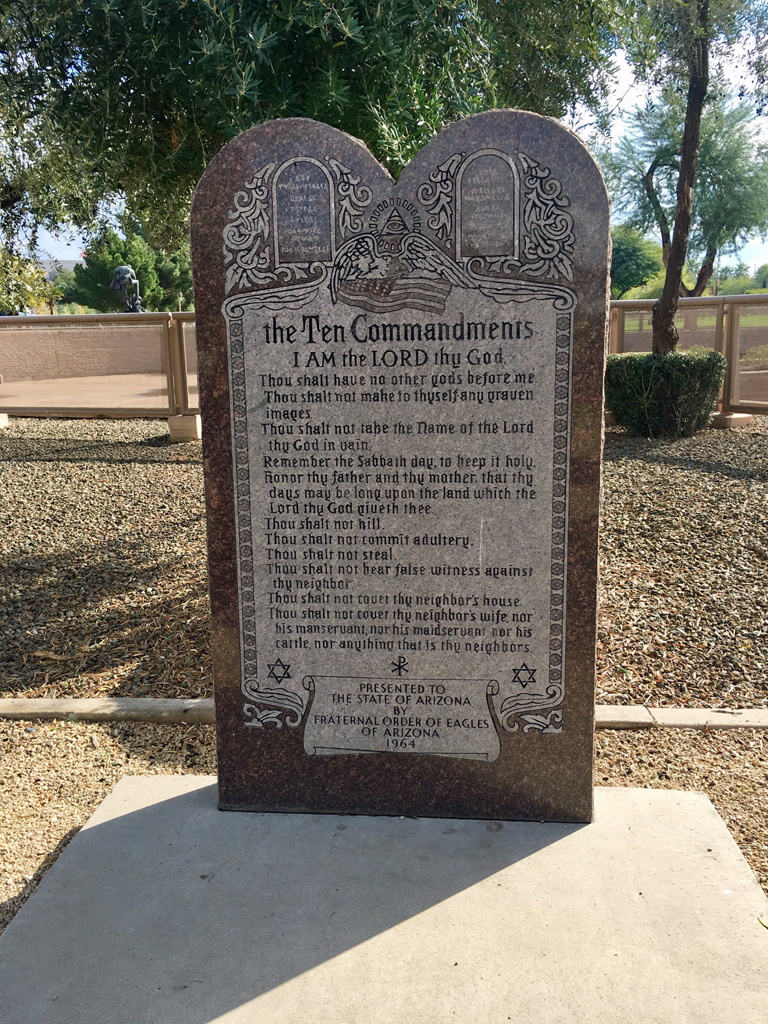 the Ten Commandments
I AM the LORD thy God.
Thou shalt have no other gods before me.
Thou shalt not make to thyself any graven
images.
Thou shalt not take the Name of the Lord
thy God in vain.
Remember the Sabbath day, to keep it holy.
Honor thy father and thy mother, that thy
days may be long upon the land which the
Lord thy God giveth thee.
Thou shalt not kill.
Thou shalt not commit adultery.
Thou shalt not steal.
Thou shalt not bear false witness against
thy neighbor.
Thou shalt not covet thy neighbor's house.
Thou shalt not covet thy neighbor's wife, nor
his manservant, nor his maidservant, nor his
cattle, nor anything that is thy neighbor's.
PRESENTED TO
THE STATE OF ARIZONA
BY
FRATERNAL ORDER OF EAGLES
OF ARIZONA
1964